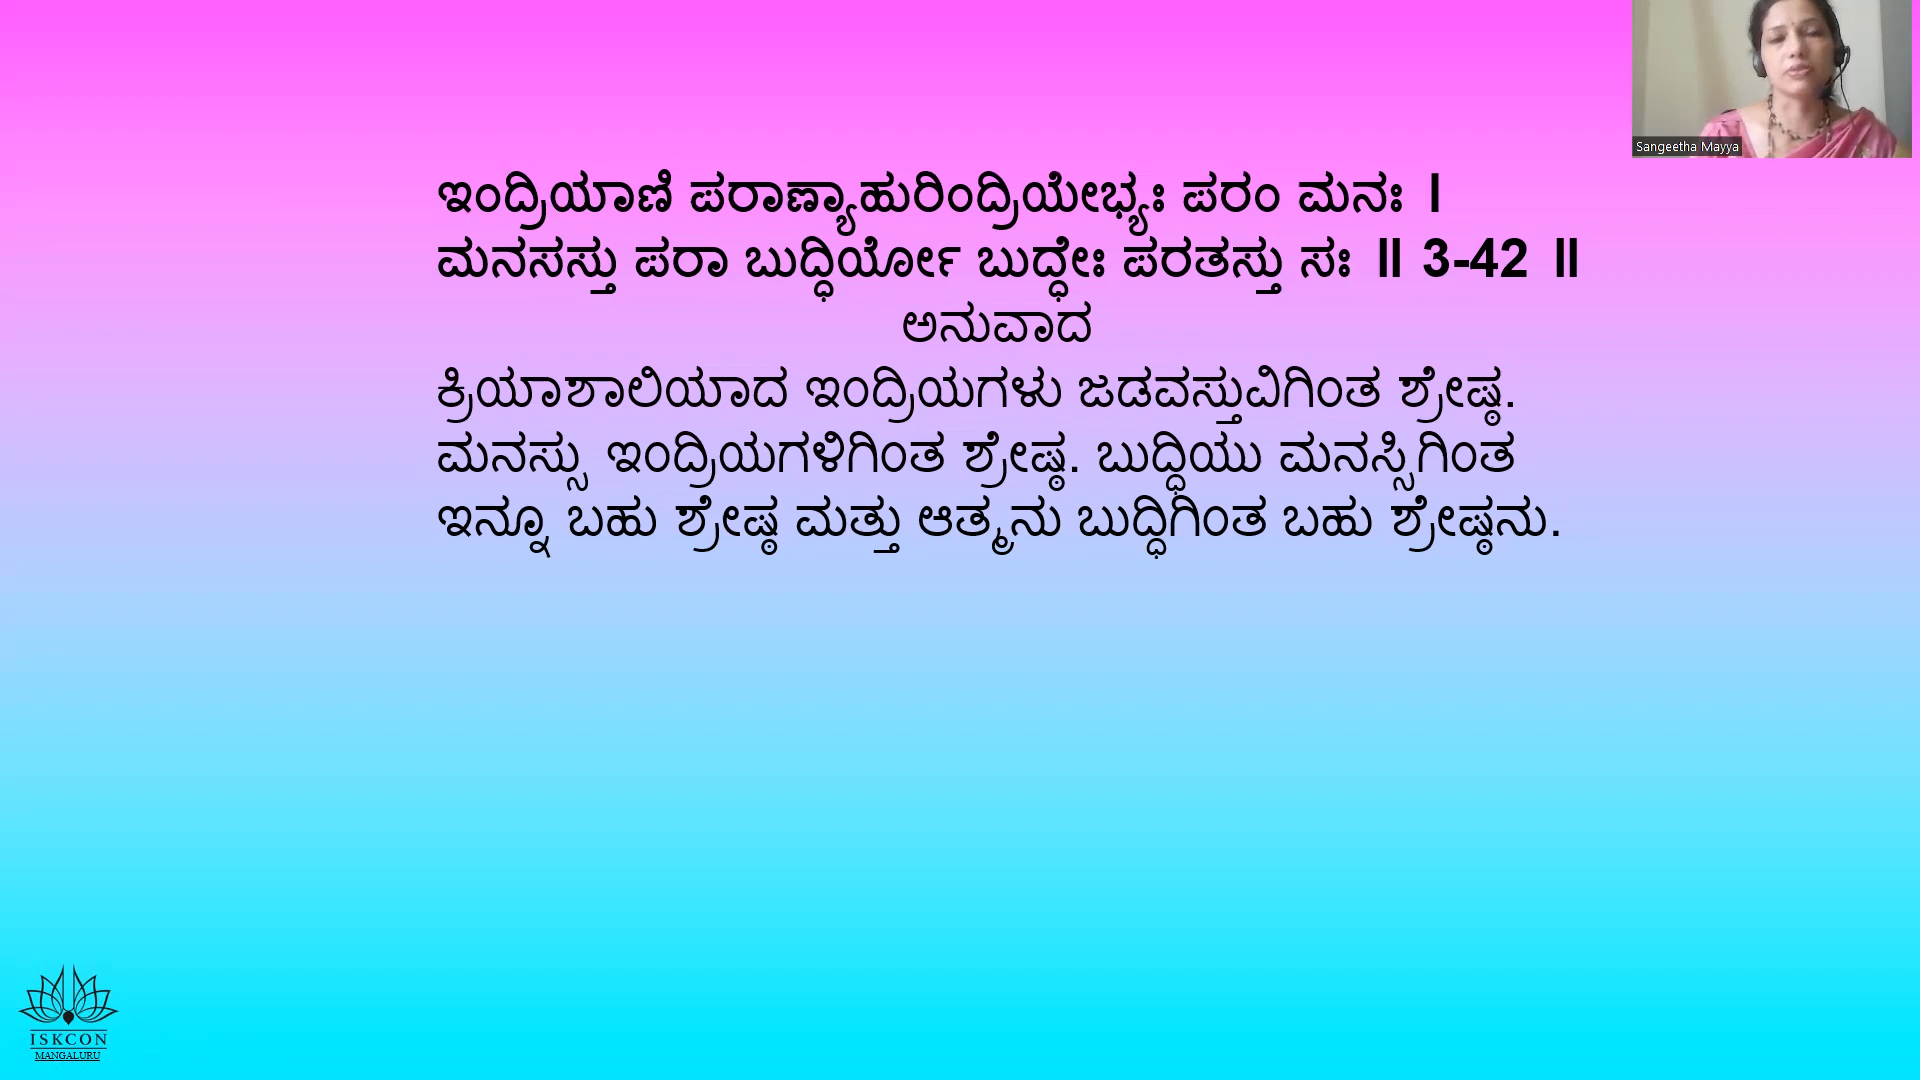 Sangeetha Mayya
ಇಂದ್ರಿಯಾಣಿ ಪರಾಣ್ಯಾಹುರಿಂದ್ರಿಯೇಭ್ಯಃ ಪರಂ ಮನಃ ।
ಮನಸಸ್ತು ಪರಾ ಬುದ್ಧಿರ್ಯೋ ಬುದ್ಧೇಃ ಪರತಸ್ತು ಸಃ ॥ 3-42 ॥
ಅನುವಾದ
ಕ್ರಿಯಾಶಾಲಿಯಾದ ಇಂದ್ರಿಯಗಳು ಜಡವಸ್ತುವಿಗಿಂತ ಶ್ರೇಷ್ಠ.
ಮನಸ್ಸು ಇಂದ್ರಿಯಗಳಿಗಿಂತ ಶ್ರೇಷ್ಠ. ಬುದ್ಧಿಯು ಮನಸ್ಸಿಗಿಂತ
ಇನ್ನೂ ಬಹು ಶ್ರೇಷ್ಠ ಮತ್ತು ಆತ್ಮನು ಬುದ್ಧಿಗಿಂತ ಬಹು ಶ್ರೇಷ್ಠನು.
ISKCON
MANGALURU